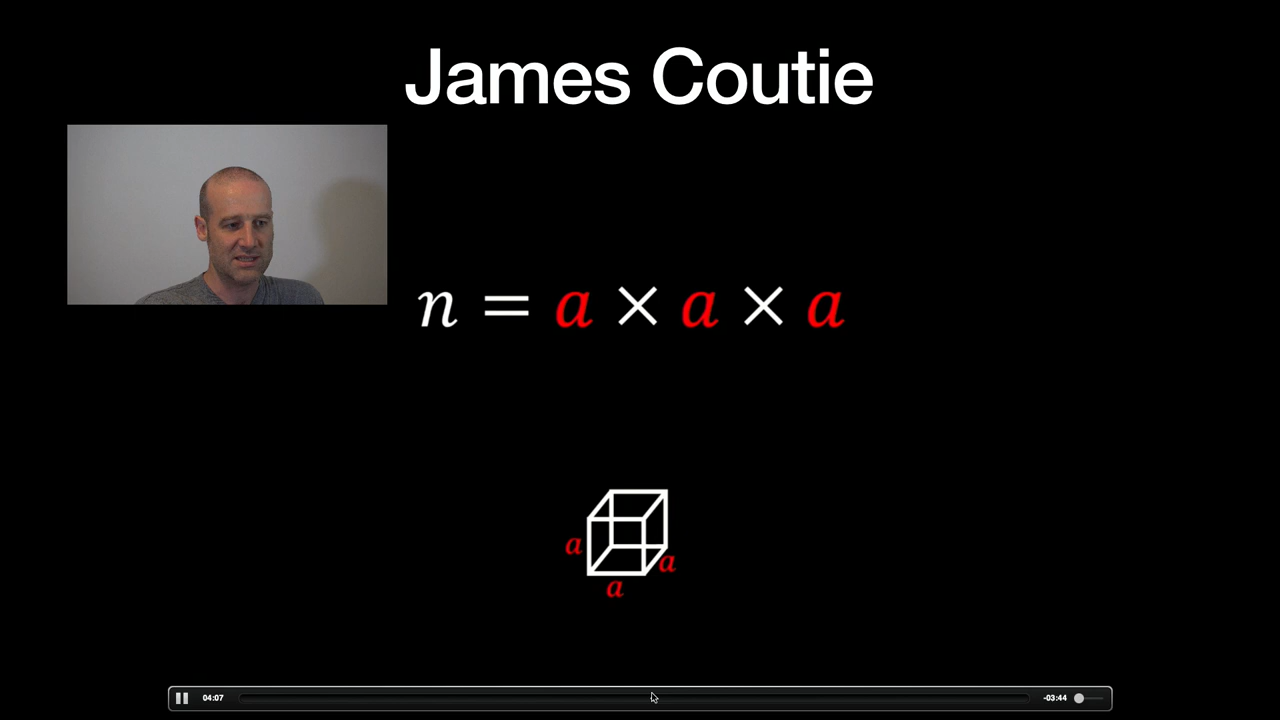 James Coutie
n = a × a × a
a
a
a
04:07
-03:44